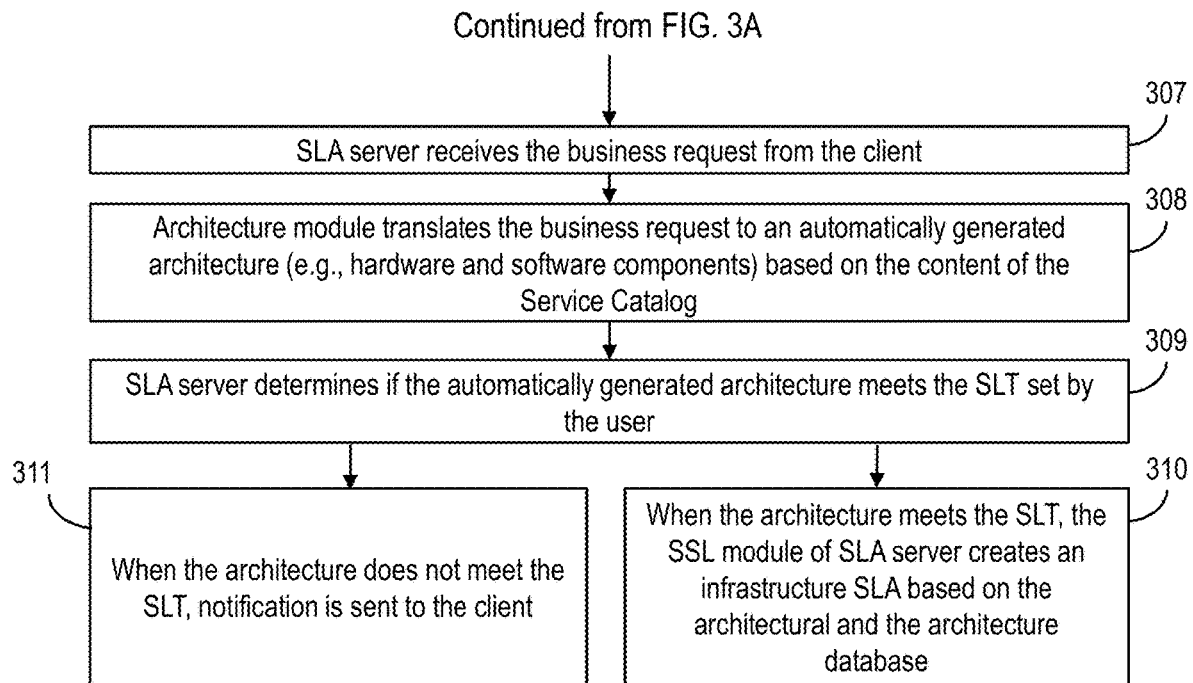 Continued from FIG. 3A
307
SLA server receives the business request from the client
308
Architecture module translates the business request to an automatically generated
architecture (e.g., hardware and software components) based on the content of the
Service Catalog
309
SLA server determines if the automatically generated architecture meets the SLT set by
the user
311
When the architecture does not meet the
SLT, notification is sent to the client
310
When the architecture meets the SLT, the
SSL module of SLA server creates an
infrastructure SLA based on the
architectural and the architecture
database